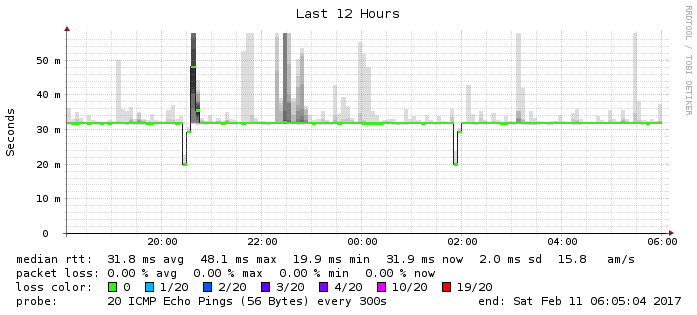 Last 12 Hours
RRDTOOL / TOBI OETIKER
Seconds
50 m
40 m
30 m
20 m
10 m
0
20:00 22:00 00:00 02:00 04:00 06:00
median rtt: 31.8 ms avg 48.1 ms max 19.9 ms min 31.9 ms now 2.0 ms sd 15.8 am/s
packet loss: 0.00 % avg 0.00 % max 0.00 % min 0.00 % now
loss color: 0 1/20 2/20 3/20 4/20 10/20 19/20
probe: 20 ICMP Echo Pings (56 Bytes) every 300s end: Sat Feb 11 06:05:04 2017